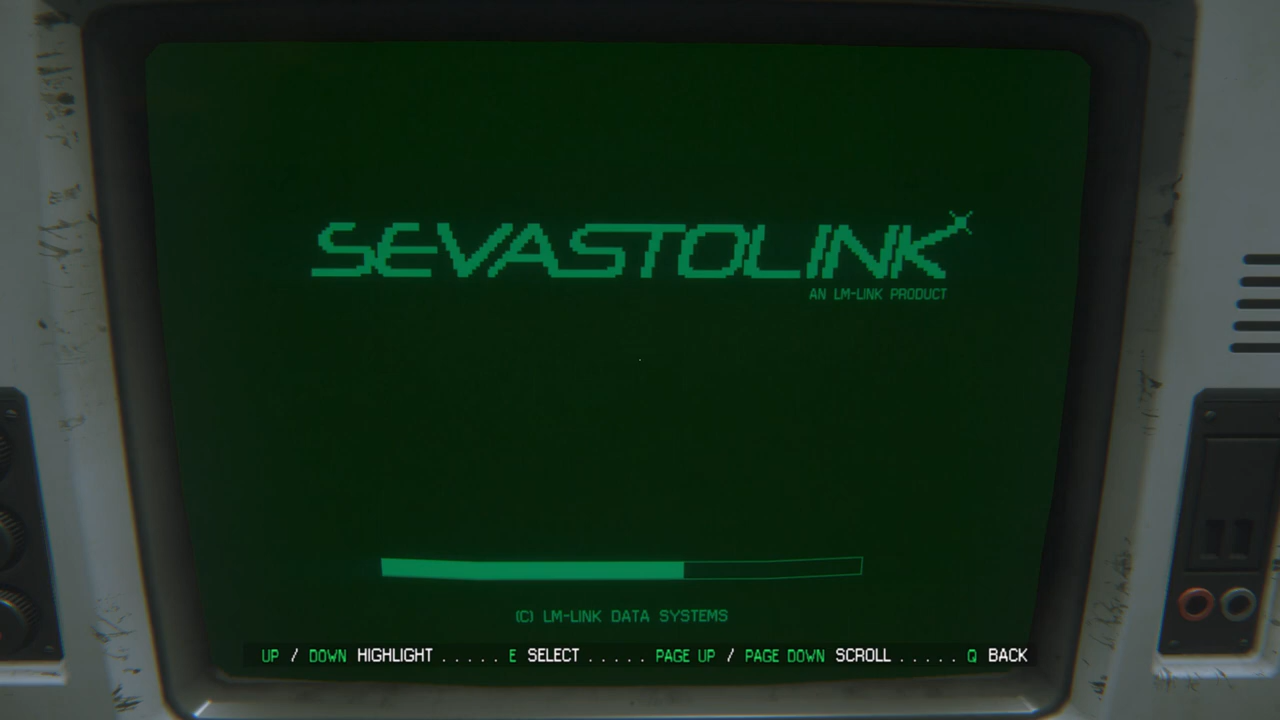 SEVASTOLINK
AN LM-LINK PRODUCT
(C) LM-LINK DATA SYSTEMS
UP / DOWN HIGHLIGHT ..... E SELECT ..... PAGE UP / PAGE DOWN SCROLL ..... Q BACK